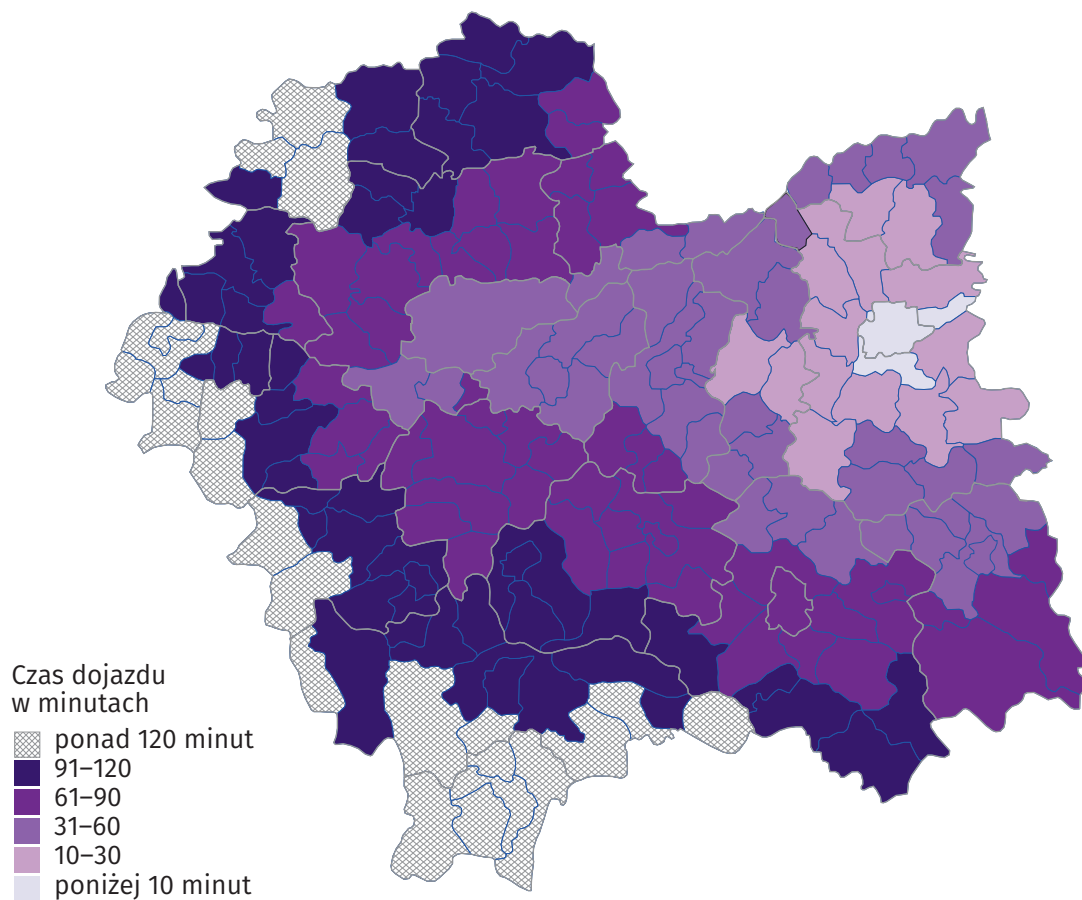 Czas dojazdu
w minutach
ponad 120 minut
91–120
61–90
31–60
10–30
poniżej 10 minut